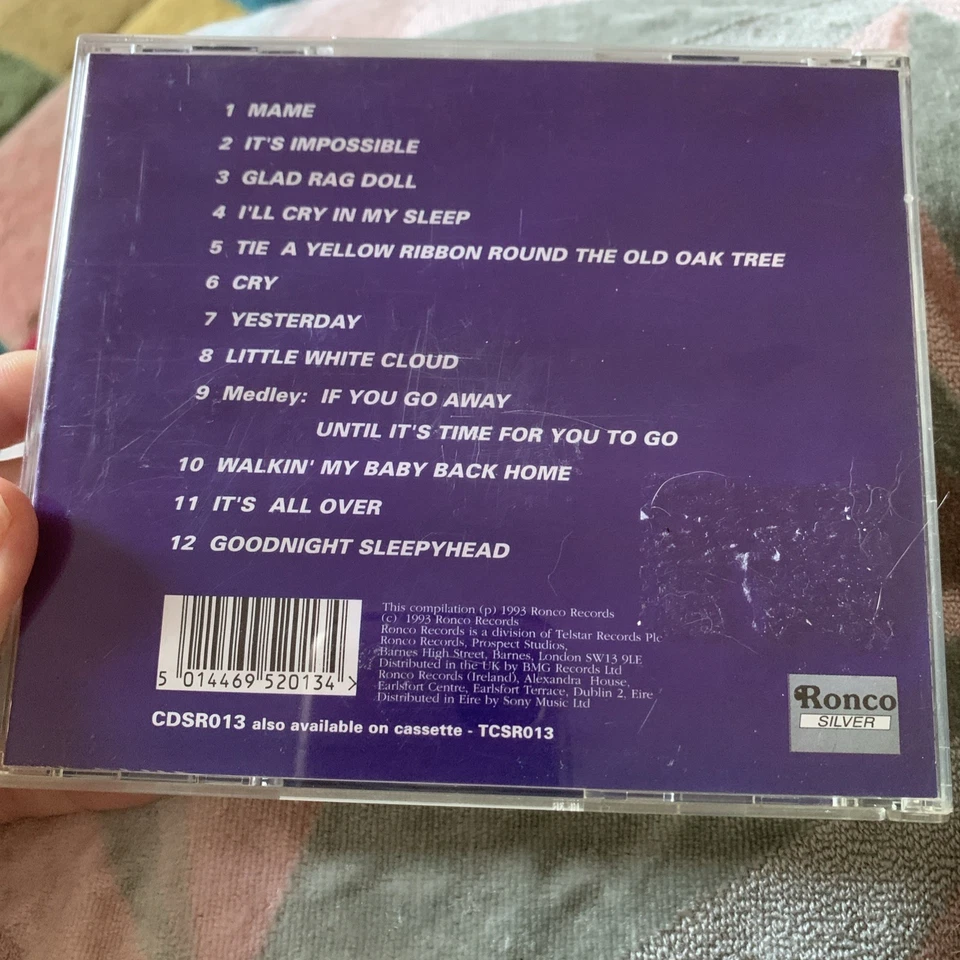 1 MAME
2 IT'S IMPOSSIBLE
3 GLAD RAG DOLL
4 I'LL CRY IN MY SLEEP
5 TIE A YELLOW RIBBON ROUND THE OLD OAK TREE
6 CRY
7 YESTERDAY
8 LITTLE WHITE CLOUD
9 Medley: IF YOU GO AWAY
UNTIL IT'S TIME FOR YOU TO GO
10 WALKIN' MY BABY BACK HOME
11 IT'S ALL OVER
12 GOODNIGHT SLEEPYHEAD
This compilation (p) 1993 Ronco Records
(c) 1993 Ronco Records
Ronco Records is a division of Telstar Records Plc
Ronco Records, Prospect Studios,
Barnes High Street, Barnes, London SW13 9LE
Distributed in the UK by BMG Records Ltd
Ronco Records (Ireland), Alexandra House,
Earlsfort Centre, Earlsfort Terrace, Dublin 2, Eire
Distributed in Eire by Sony Music Ltd
5 014469 520134 >
CDSR013 also available on cassette - TCSR013
Ronco
SILVER